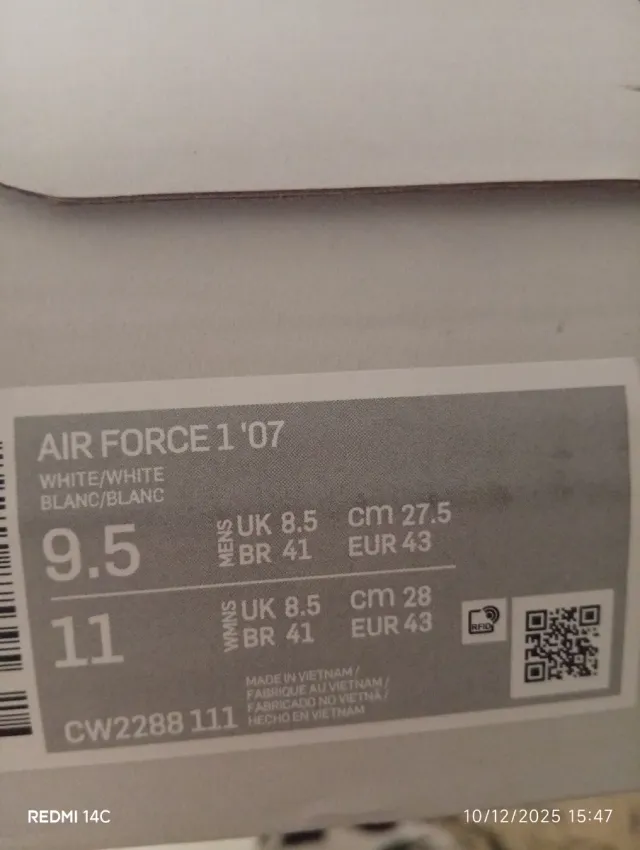 AIR FORCE 1 '07
WHITE/WHITE
BLANC/BLANC
9.5
MENS
UK 8.5 cm 27.5
BR 41 EUR 43
11
WMNS
UK 8.5 cm 28
BR 41 EUR 43
RFID
CW2288 111
MADE IN VIETNAM /
FABRIQUE AU VIETNAM /
FABRICADO NO VIETNÃ /
HECHO EN VIETNAM
REDMI 14C
10/12/2025 15:47